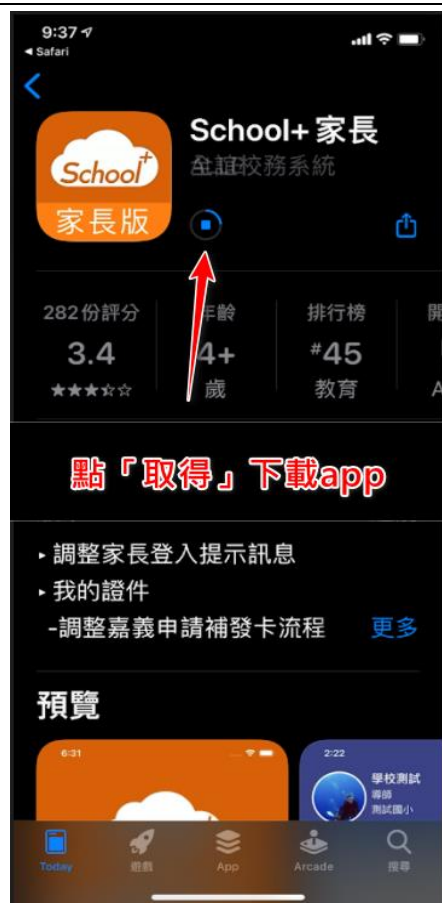 9:37
Safari
School+ 家長
全誼校務系統
School+
家長版
282份評分
年齡
排行榜
開
3.4
4+
#45
★★★☆☆
歲
教育
A
點「取得」下載app
▸ 調整家長登入提示訊息
▸ 我的證件
-調整嘉義申請補發卡流程
更多
預覽
6:31
2:22
學校測試
導師
測試國小
Today
遊戲
App
Arcade
搜尋